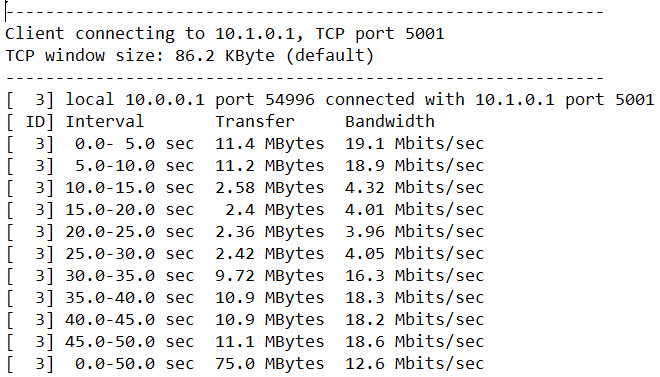 ------------------------------------------------------------
Client connecting to 10.1.0.1, TCP port 5001
TCP window size: 86.2 KByte (default)
------------------------------------------------------------
[  3] local 10.0.0.1 port 54996 connected with 10.1.0.1 port 5001
[ ID] Interval       Transfer     Bandwidth
[  3]  0.0- 5.0 sec  11.4 MBytes  19.1 Mbits/sec
[  3]  5.0-10.0 sec  11.2 MBytes  18.9 Mbits/sec
[  3] 10.0-15.0 sec  2.58 MBytes  4.32 Mbits/sec
[  3] 15.0-20.0 sec   2.4 MBytes  4.01 Mbits/sec
[  3] 20.0-25.0 sec  2.36 MBytes  3.96 Mbits/sec
[  3] 25.0-30.0 sec  2.42 MBytes  4.05 Mbits/sec
[  3] 30.0-35.0 sec  9.72 MBytes  16.3 Mbits/sec
[  3] 35.0-40.0 sec  10.9 MBytes  18.3 Mbits/sec
[  3] 40.0-45.0 sec  10.9 MBytes  18.2 Mbits/sec
[  3] 45.0-50.0 sec  11.1 MBytes  18.6 Mbits/sec
[  3]  0.0-50.0 sec  75.0 MBytes  12.6 Mbits/sec